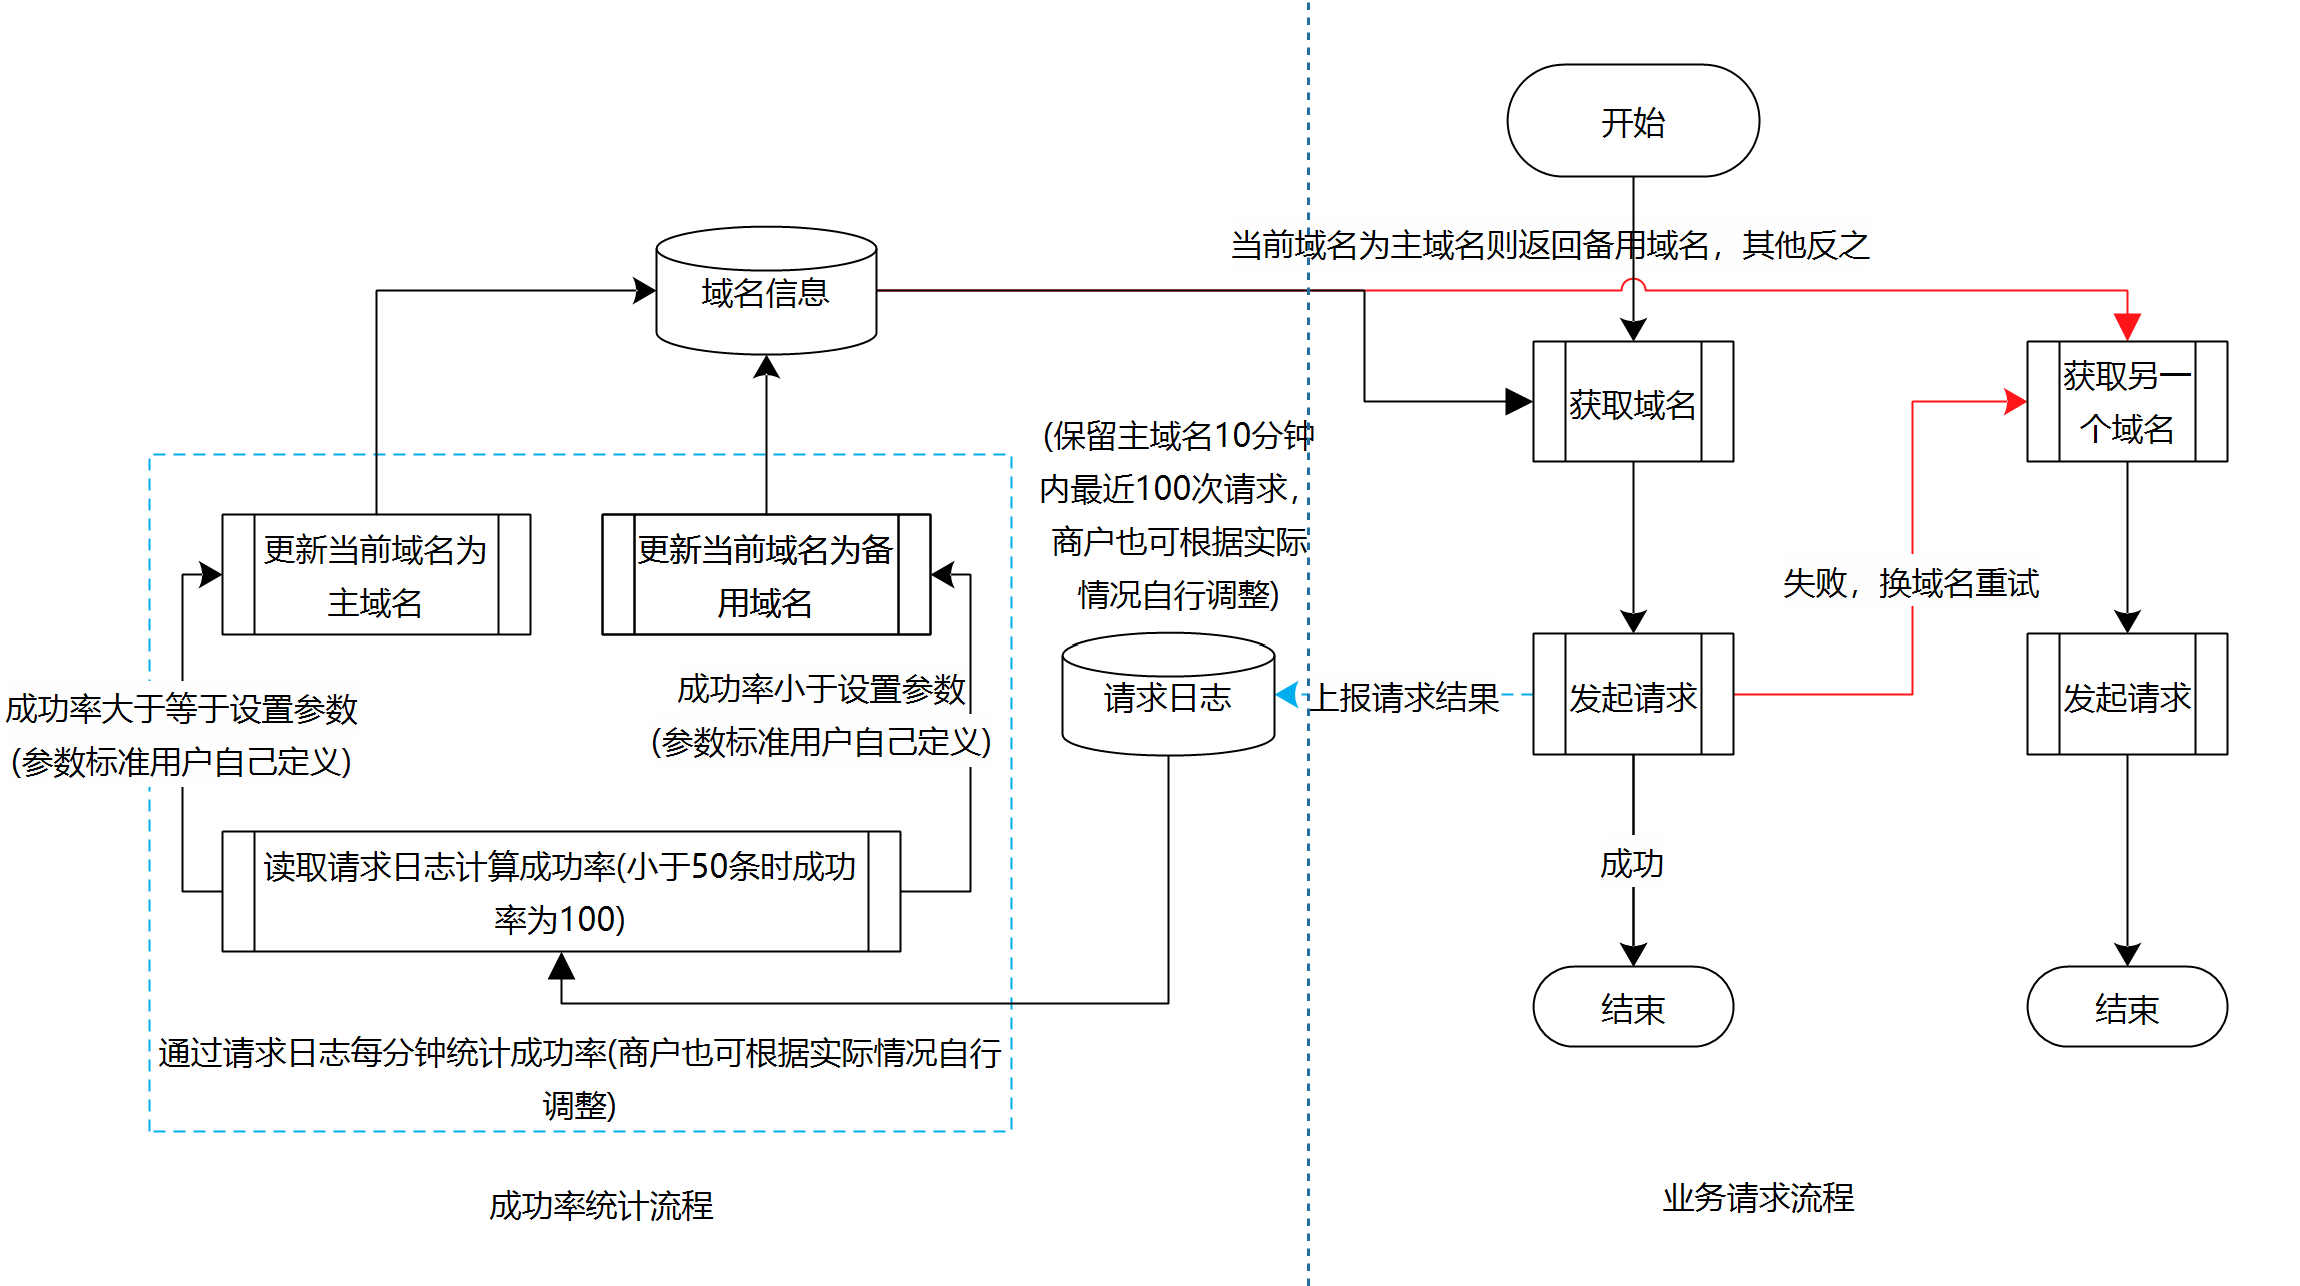 开始
当前域名为主域名则返回备用域名，其他反之
域名信息
获取域名
获取另一
个域名
(保留主域名10分钟
内最近100次请求，
商户也可根据实际
情况自行调整)
更新当前域名为
主域名
更新当前域名为备
用域名
失败，换域名重试
成功率大于等于设置参数
(参数标准用户自己定义)
成功率小于设置参数
(参数标准用户自己定义)
请求日志
上报请求结果
发起请求
发起请求
读取请求日志计算成功率(小于50条时成功
率为100)
成功
结束
结束
通过请求日志每分钟统计成功率(商户也可根据实际情况自行
调整)
成功率统计流程
业务请求流程